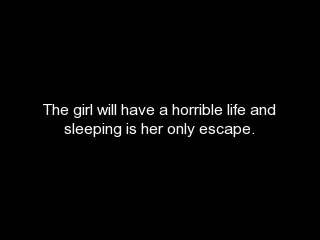 The girl will have a horrible life and
sleeping is her only escape.